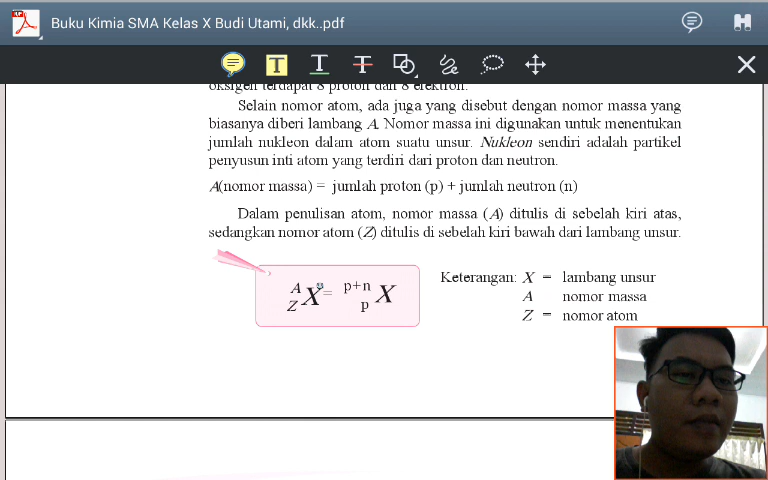 Buku Kimia SMA Kelas X Budi Utami, dkk..pdf
oksigen terdapat 8 proton dan 8 elektron.
Selain nomor atom, ada juga yang disebut dengan nomor massa yang
biasanya diberi lambang A. Nomor massa ini digunakan untuk menentukan
jumlah nukleon dalam atom suatu unsur. Nukleon sendiri adalah partikel
penyusun inti atom yang terdiri dari proton dan neutron.
A(nomor massa) = jumlah proton (p) + jumlah neutron (n)
Dalam penulisan atom, nomor massa (A) ditulis di sebelah kiri atas,
sedangkan nomor atom (Z) ditulis di sebelah kiri bawah dari lambang unsur.
A Z X = p+n p X
Keterangan: X = lambang unsur
A = nomor massa
Z = nomor atom